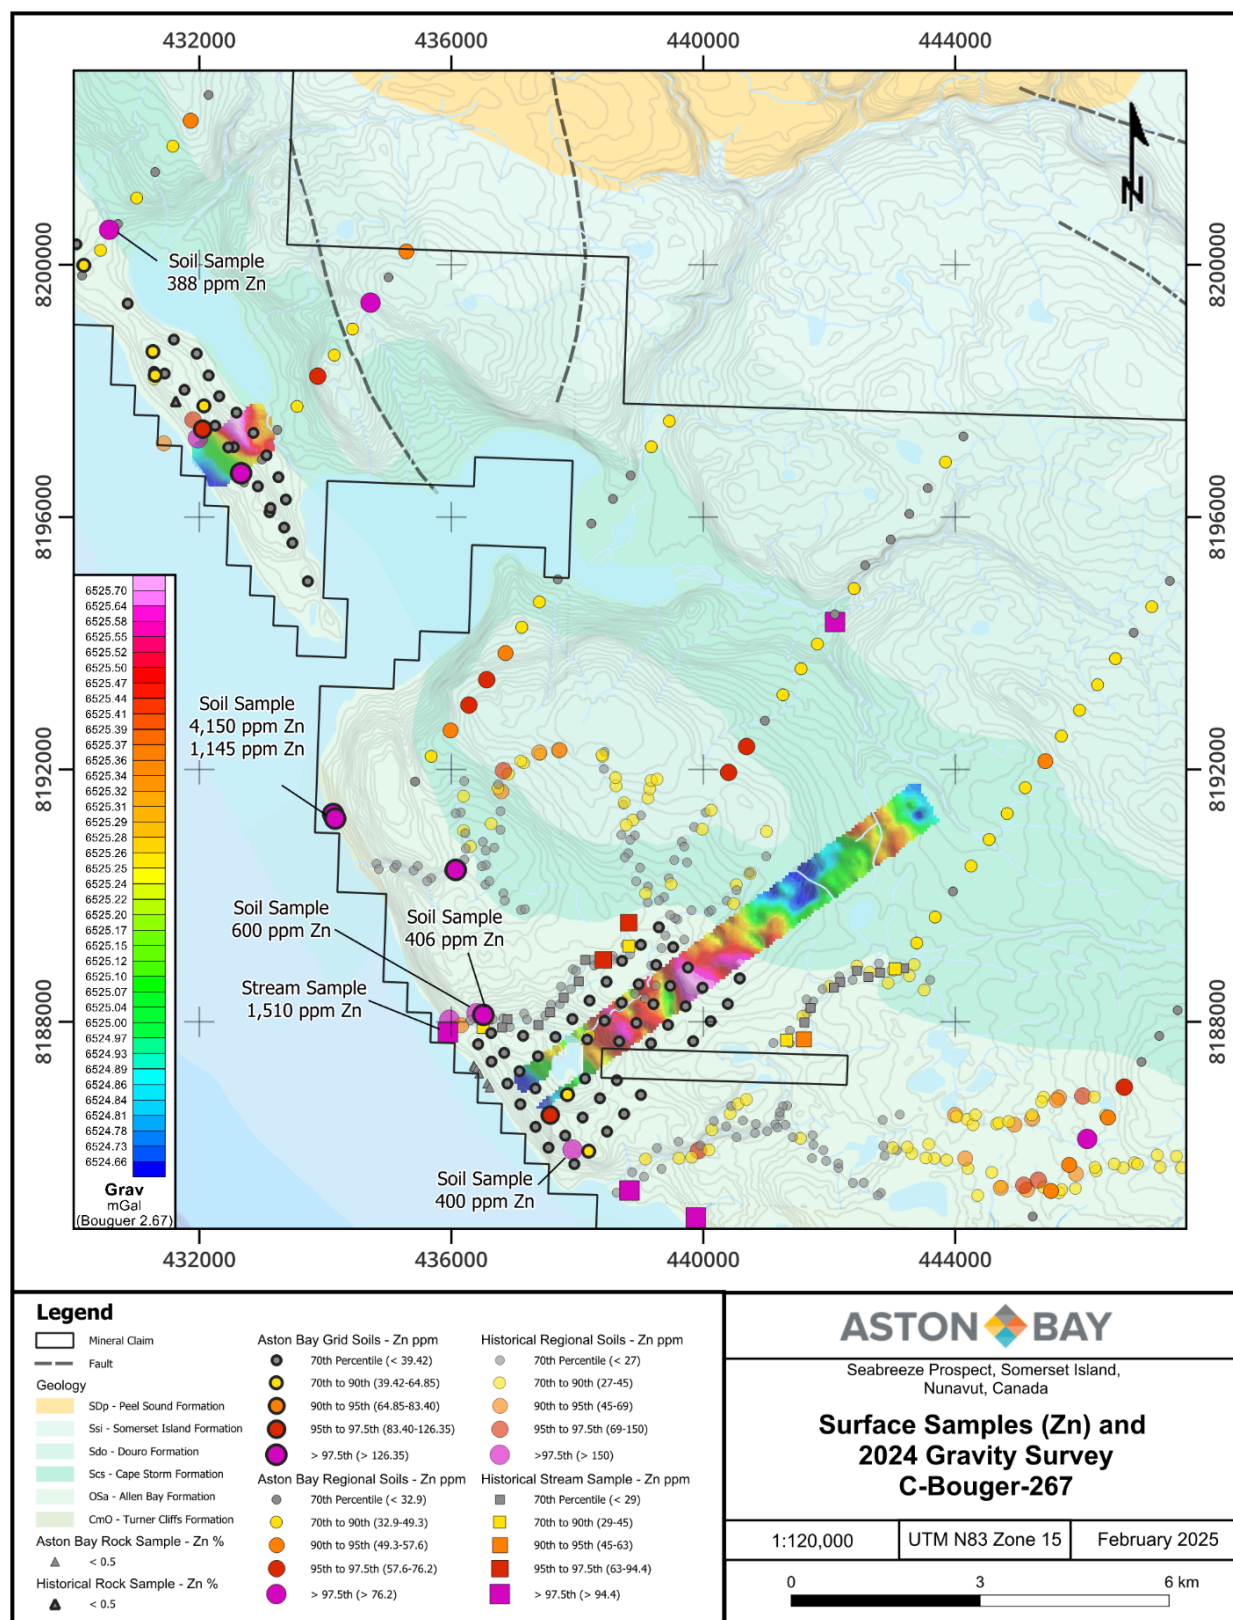 432000
436000
440000
444000
N
8200000
8200000
Soil Sample
388 ppm Zn
8196000
8196000
6525.70
6525.64
6525.58
6525.55
6525.52
6525.50
6525.47
6525.44
6525.41
6525.39
6525.37
6525.36
6525.34
6525.32
6525.31
6525.29
6525.28
6525.26
6525.25
6525.24
6525.22
6525.20
6525.17
6525.15
6525.12
6525.10
6525.07
6525.04
6525.00
6524.97
6524.93
6524.89
6524.86
6524.84
6524.81
6524.78
6524.73
6524.66
Grav
mGal
(Bouguer 2.67)
Soil Sample
4,150 ppm Zn
1,145 ppm Zn
8192000
8192000
Soil Sample
600 ppm Zn
Soil Sample
406 ppm Zn
Stream Sample
1,510 ppm Zn
8188000
8188000
Soil Sample
400 ppm Zn
432000
436000
440000
444000
Legend
Mineral Claim
Fault
Geology
SDp - Peel Sound Formation
Ssi - Somerset Island Formation
Sdo - Douro Formation
Scs - Cape Storm Formation
OSa - Allen Bay Formation
CmO - Turner Cliffs Formation
Aston Bay Rock Sample - Zn %
< 0.5
Historical Rock Sample - Zn %
< 0.5
Aston Bay Grid Soils - Zn ppm
70th Percentile (< 39.42)
70th to 90th (39.42-64.85)
90th to 95th (64.85-83.40)
95th to 97.5th (83.40-126.35)
> 97.5th (> 126.35)
Aston Bay Regional Soils - Zn ppm
70th Percentile (< 32.9)
70th to 90th (32.9-49.3)
90th to 95th (49.3-57.6)
95th to 97.5th (57.6-76.2)
> 97.5th (> 76.2)
Historical Regional Soils - Zn ppm
70th Percentile (< 27)
70th to 90th (27-45)
90th to 95th (45-69)
95th to 97.5th (69-150)
>97.5th (> 150)
Historical Stream Sample - Zn ppm
70th Percentile (< 29)
70th to 90th (29-45)
90th to 95th (45-63)
95th to 97.5th (63-94.4)
> 97.5th (> 94.4)
ASTON BAY
Seabreeze Prospect, Somerset Island,
Nunavut, Canada
Surface Samples (Zn) and
2024 Gravity Survey
C-Bouger-267
1:120,000
UTM N83 Zone 15
February 2025
0 3 6 km